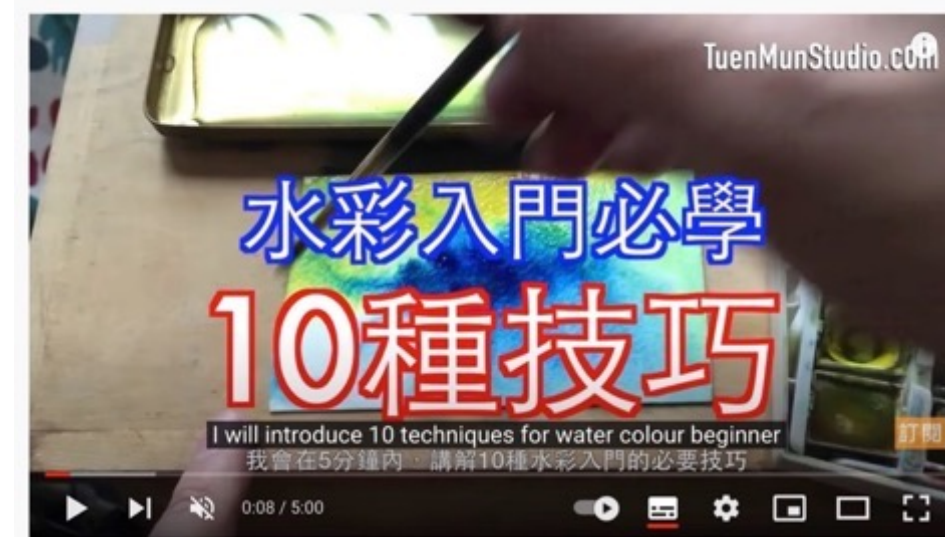 TuenMunStudio.com
水彩入門必學
10種技巧
I will introduce 10 techniques for water colour beginner
訂閱
我會在5分鐘內，講解10種水彩入門的必要技巧
0:08 / 5:00